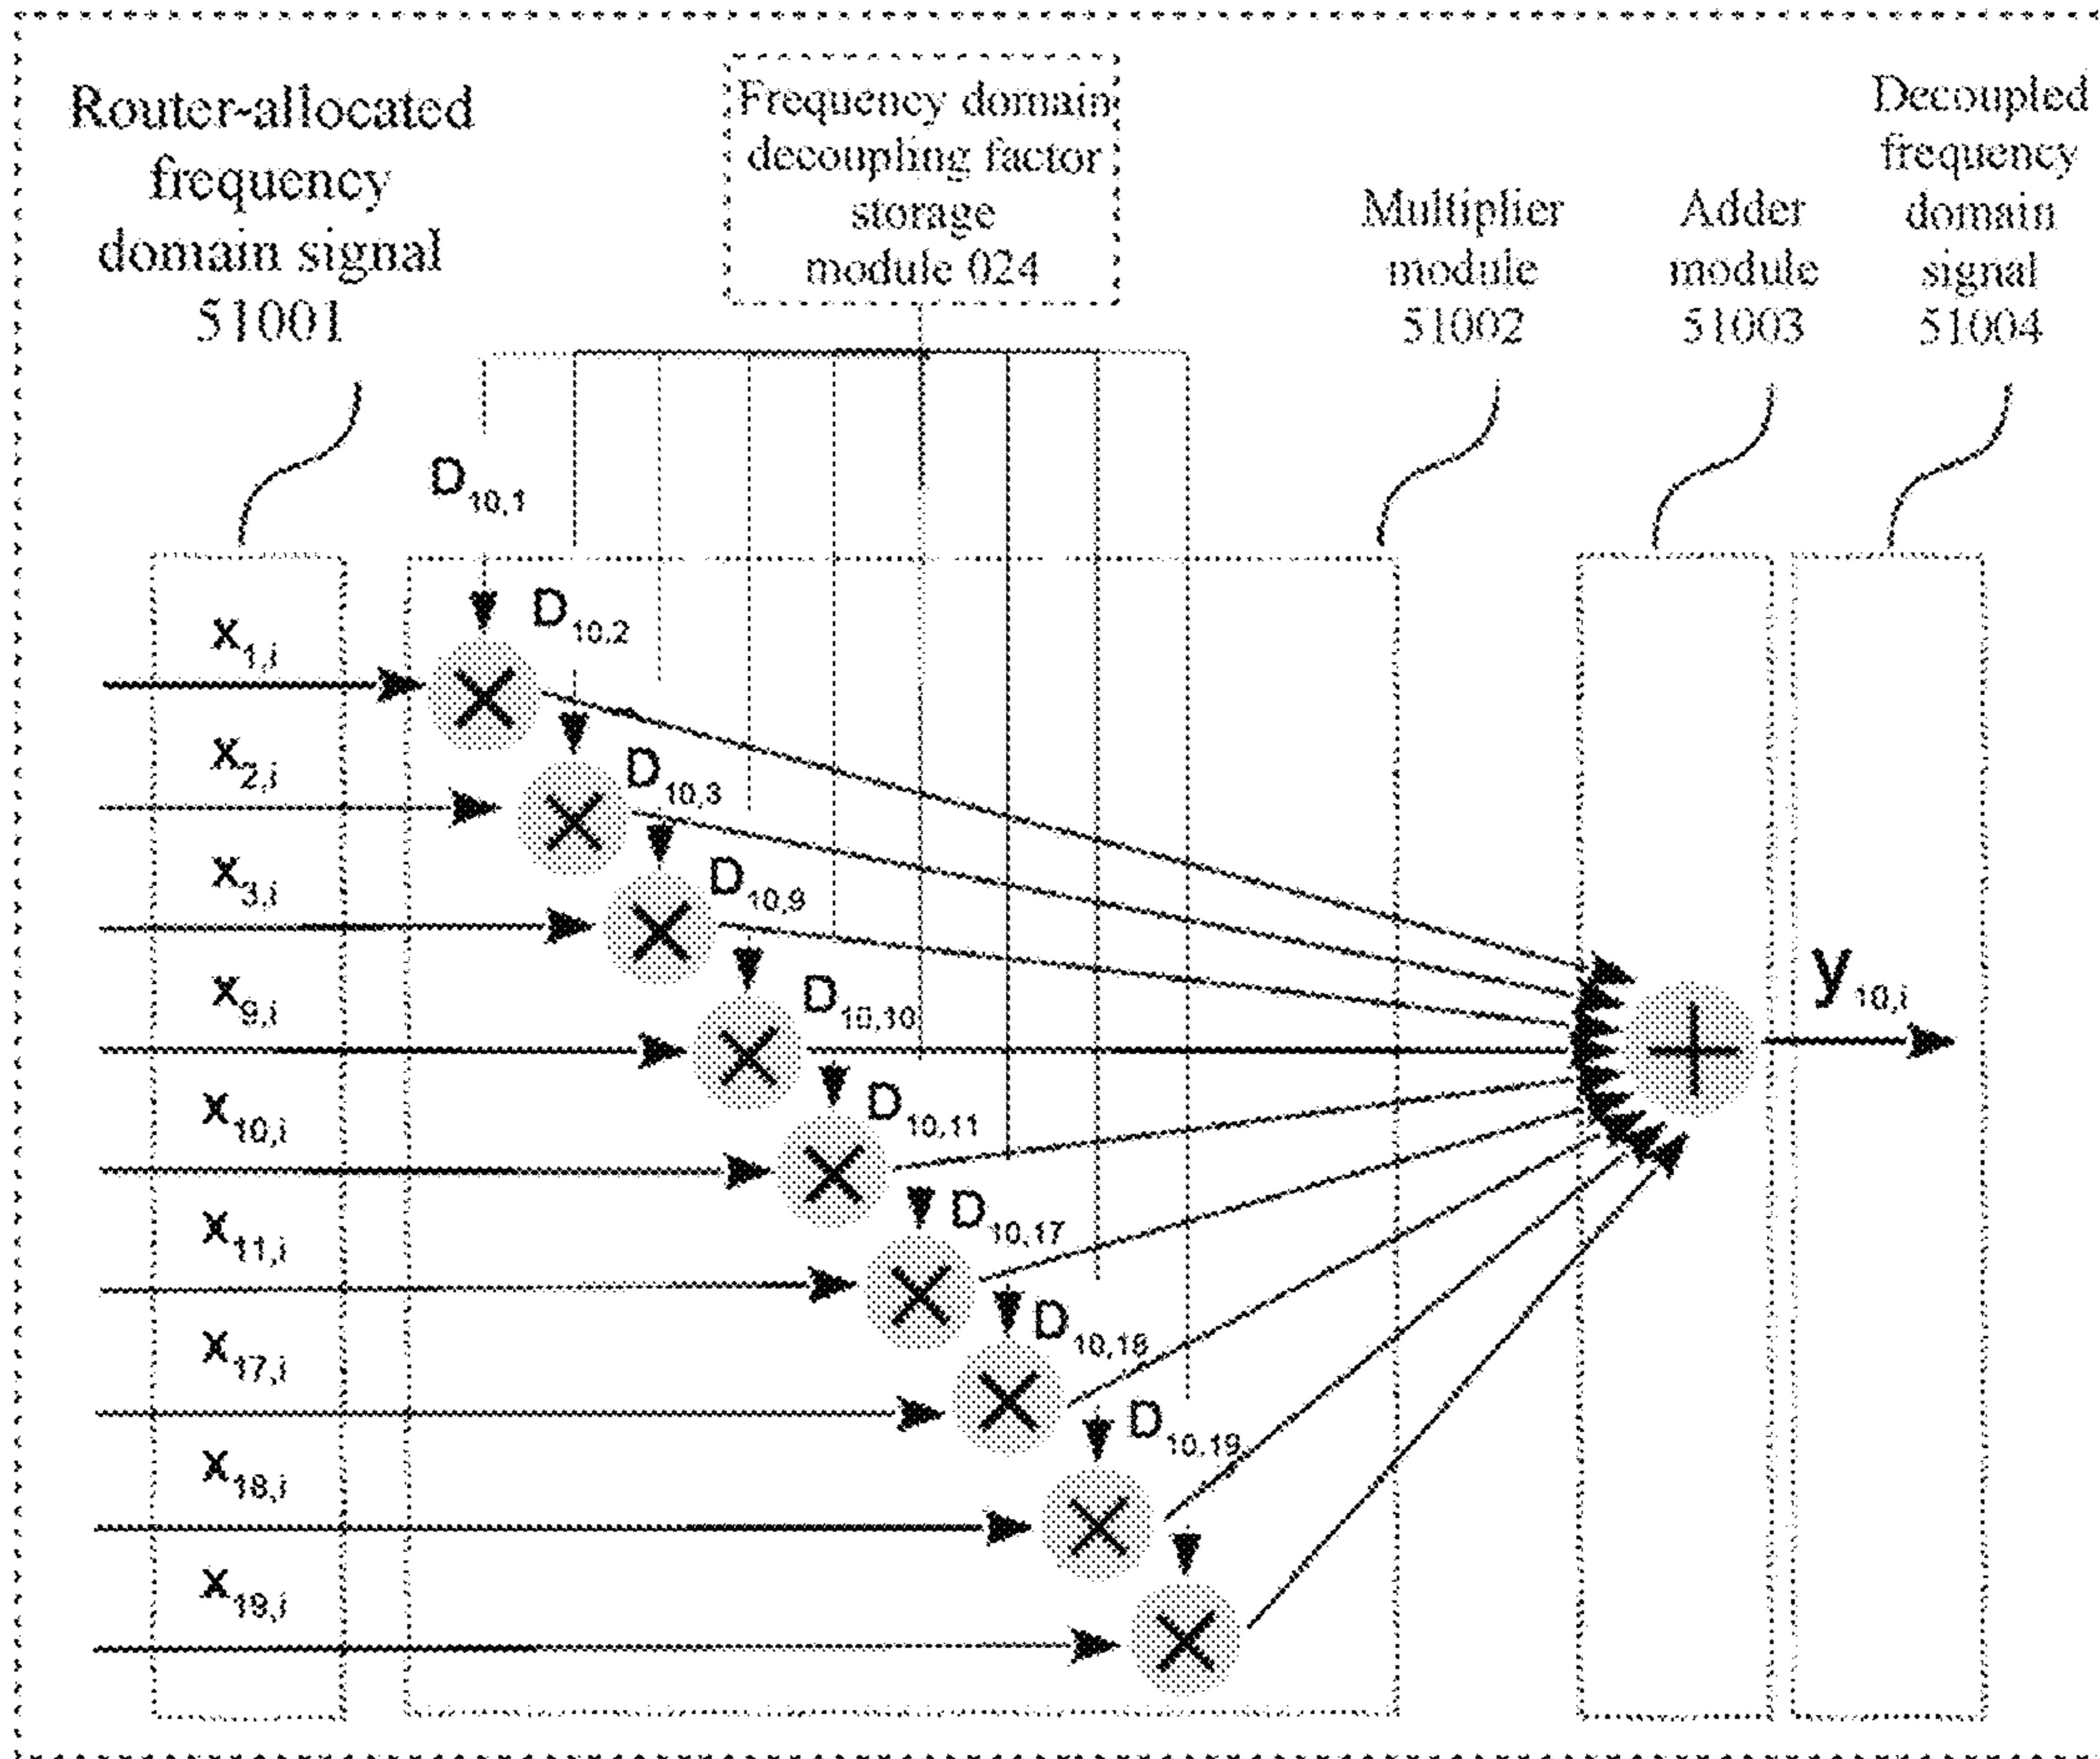 Router-allocated
frequency
domain signal
51001
Frequency domain
decoupling factor
storage
module 024
Multiplier
module
51002
Adder
module
51003
Decoupled
frequency
domain
signal
51004
D10,1
x1,i
D10,2
x2,i
D10,3
x3,i
D10,9
x9,i
D10,10
y10,i
x10,i
D10,11
x11,i
D10,17
x17,i
D10,18
x18,i
D10,19
x19,i